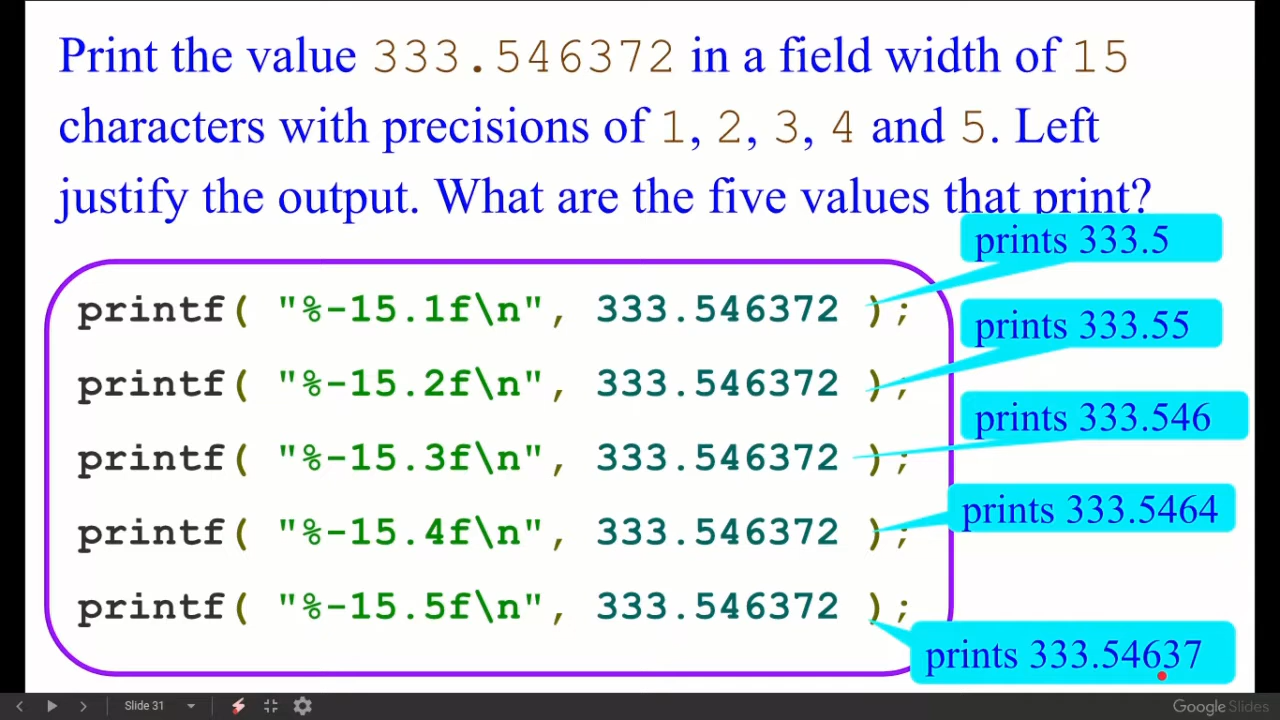 Print the value 333.546372 in a field width of 15
characters with precisions of 1, 2, 3, 4 and 5. Left
justify the output. What are the five values that print?
prints 333.5
printf( "%-15.1f\n", 333.546372 );
prints 333.55
printf( "%-15.2f\n", 333.546372 );
prints 333.546
printf( "%-15.3f\n", 333.546372 );
prints 333.5464
printf( "%-15.4f\n", 333.546372 );
printf( "%-15.5f\n", 333.546372 );
prints 333.54637
Slide 31
Google Slides